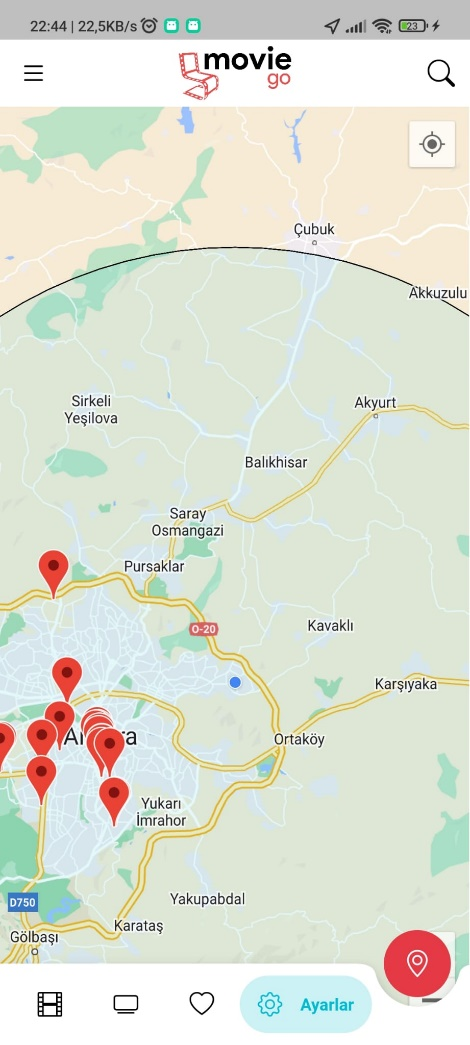 22:44 | 22,5KB/s
23
movie
go
Çubuk
Akkuzulu
Sirkeli
Yeşilova
Akyurt
Balıkhisar
Saray
Osmangazi
Pursaklar
O-20
Kavaklı
Karşıyaka
Ortaköy
Yukarı
İmrahor
D750
Yakupabdal
Karataş
Gölbaşı
Ayarlar